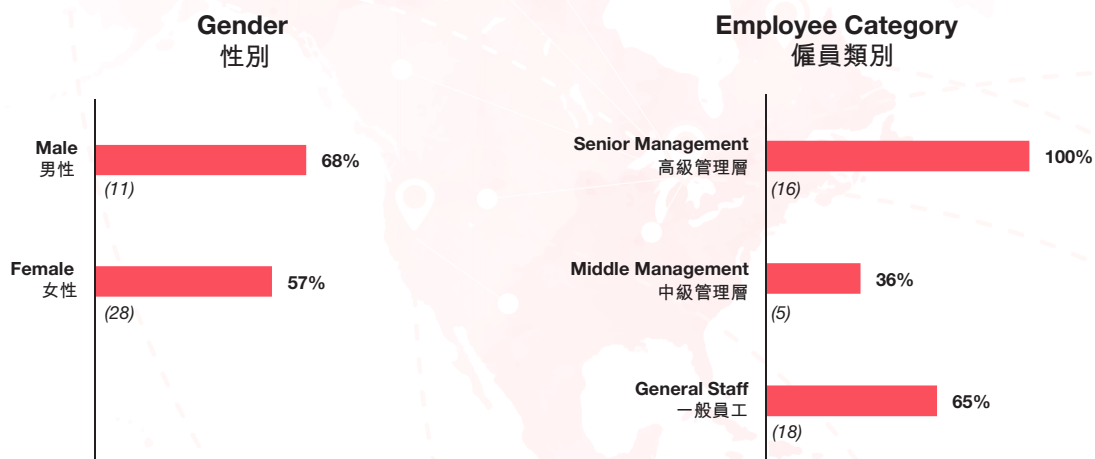 Gender
性別
Male
男性
68%
(11)
Female
女性
57%
(28)
Employee Category
僱員類別
Senior Management
高級管理層
100%
(16)
Middle Management
中級管理層
36%
(5)
General Staff
一般員工
65%
(18)